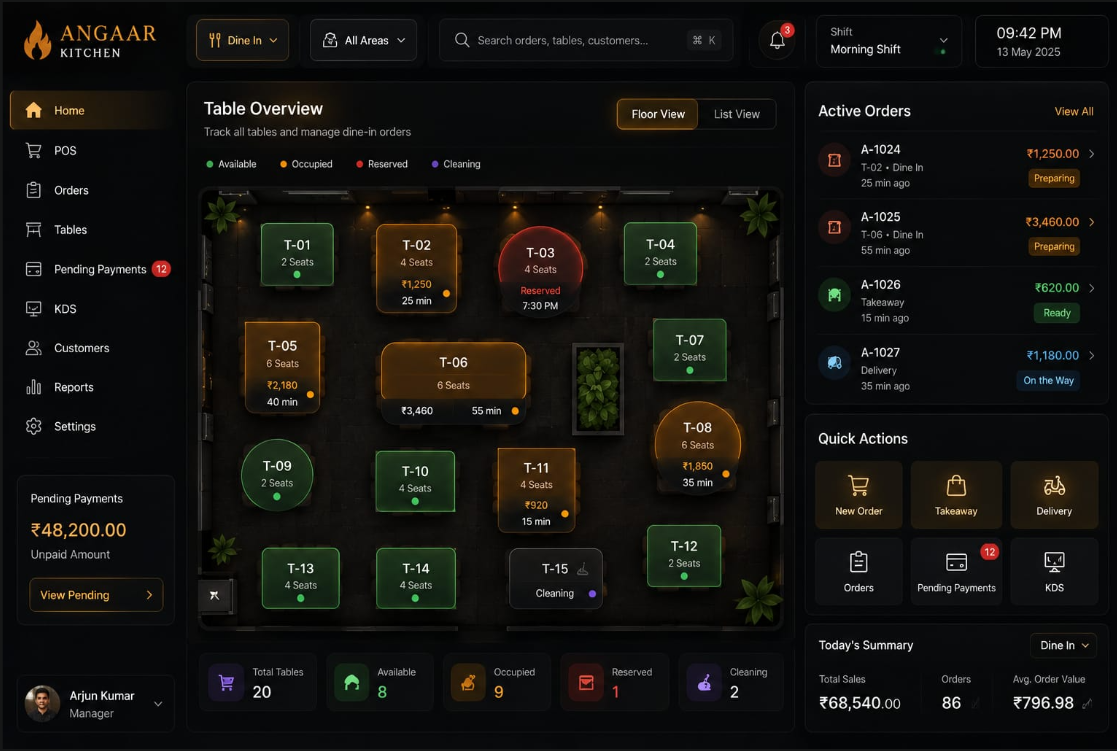 ANGAAR
KITCHEN
Dine In
All Areas
Search orders, tables, customers...
⌘ K
3
Shift
Morning Shift
09:42 PM
13 May 2025
Home
POS
Orders
Tables
Pending Payments 12
KDS
Customers
Reports
Settings
Pending Payments
₹48,200.00
Unpaid Amount
View Pending
Arjun Kumar
Manager
Table Overview
Track all tables and manage dine-in orders
Floor View
List View
Available
Occupied
Reserved
Cleaning
T-01
2 Seats
T-02
4 Seats
₹1,250
25 min
T-03
4 Seats
Reserved
7:30 PM
T-04
2 Seats
T-05
6 Seats
₹2,180
40 min
T-06
6 Seats
₹3,460 55 min
T-07
2 Seats
T-08
6 Seats
₹1,850
35 min
T-09
2 Seats
T-10
4 Seats
T-11
4 Seats
₹920
15 min
T-12
2 Seats
T-13
4 Seats
T-14
4 Seats
T-15
Cleaning
Total Tables
20
Available
8
Occupied
9
Reserved
1
Cleaning
2
Active Orders
View All
A-1024
T-02 • Dine In
25 min ago
₹1,250.00
Preparing
A-1025
T-06 • Dine In
55 min ago
₹3,460.00
Preparing
A-1026
Takeaway
15 min ago
₹620.00
Ready
A-1027
Delivery
35 min ago
₹1,180.00
On the Way
Quick Actions
New Order
Takeaway
Delivery
Orders
12
Pending Payments
KDS
Today's Summary
Dine In
Total Sales
₹68,540.00
Orders
86
Avg. Order Value
₹796.98